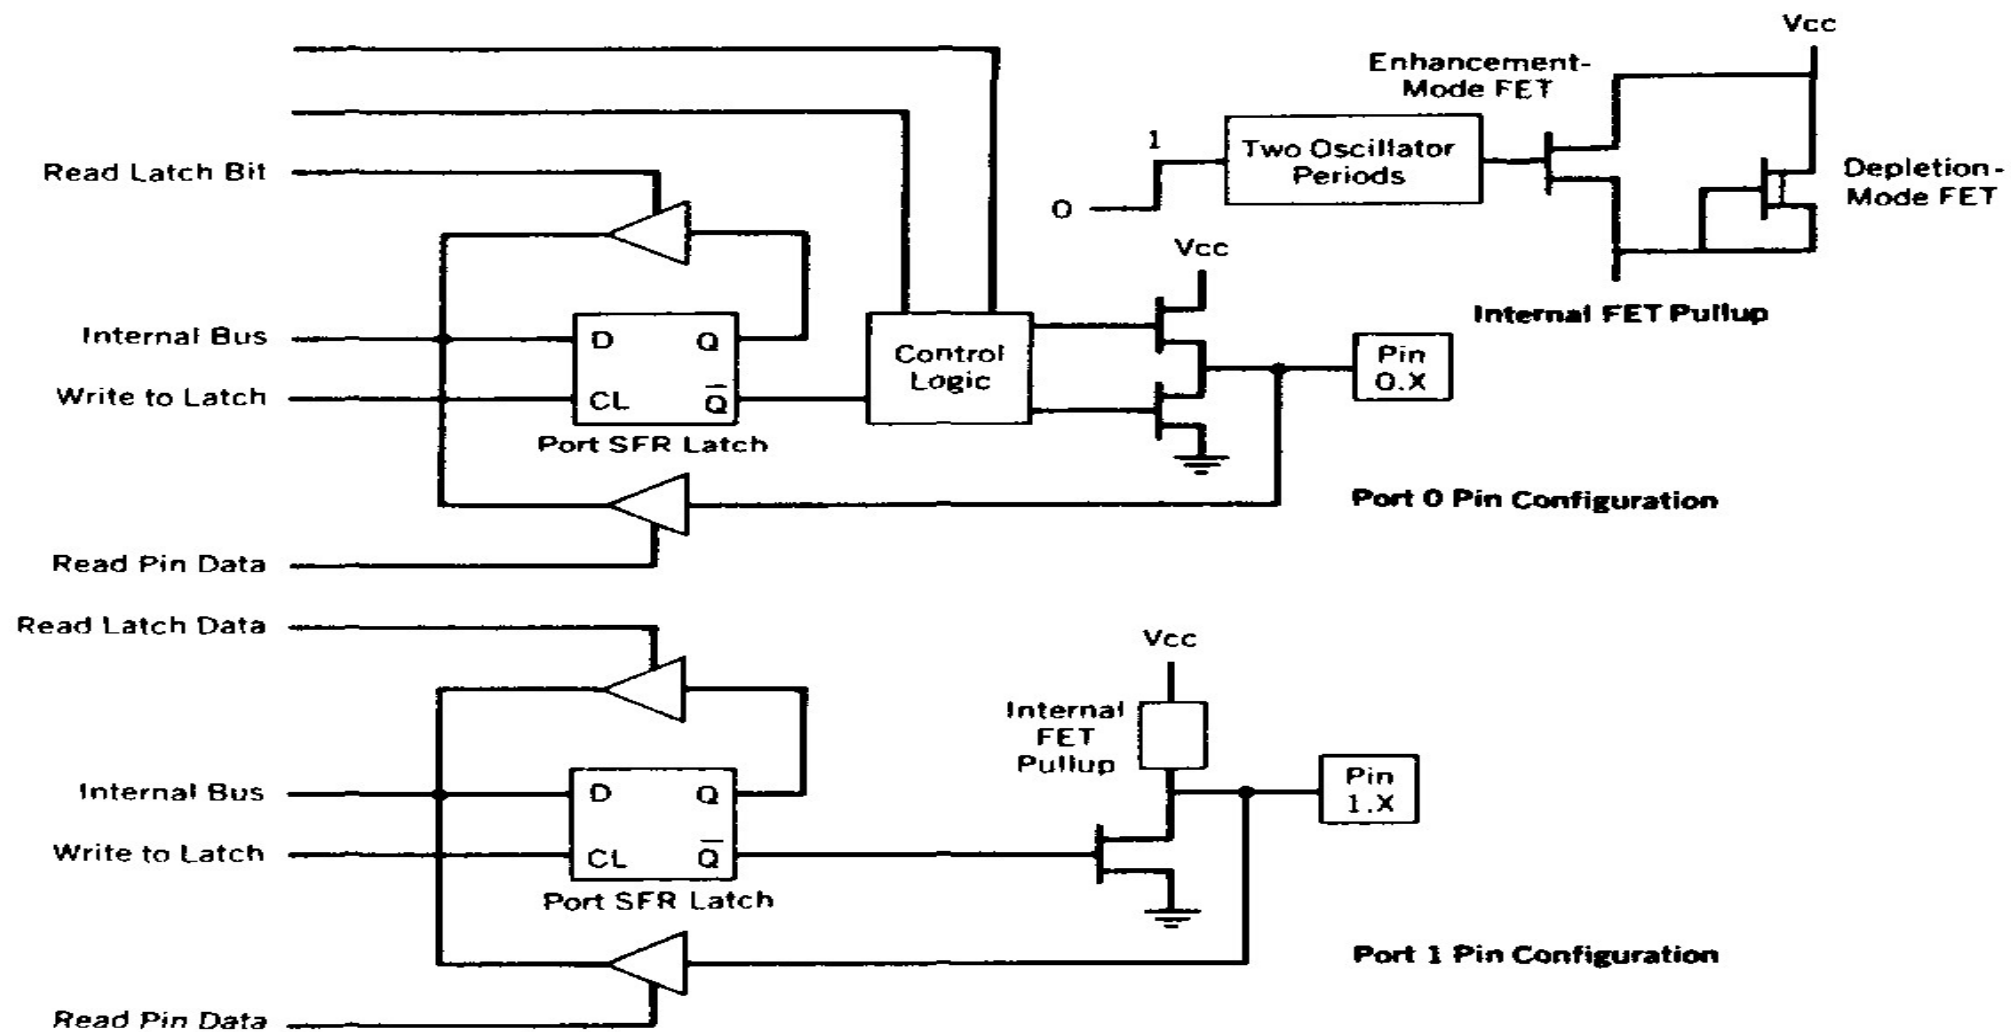 Vcc
Enhancement-
Mode FET
1
Two Oscillator
Periods
Depletion-
Mode FET
Read Latch Bit
0
Vcc
Internal FET Pullup
Internal Bus
D
Q
Control
Logic
Pin
0.X
Write to Latch
CL
Q̅
Port SFR Latch
Port 0 Pin Configuration
Read Pin Data
Read Latch Data
Vcc
Internal
FET
Pullup
Internal Bus
D
Q
Pin
1.X
Write to Latch
CL
Q̅
Port SFR Latch
Port 1 Pin Configuration
Read Pin Data